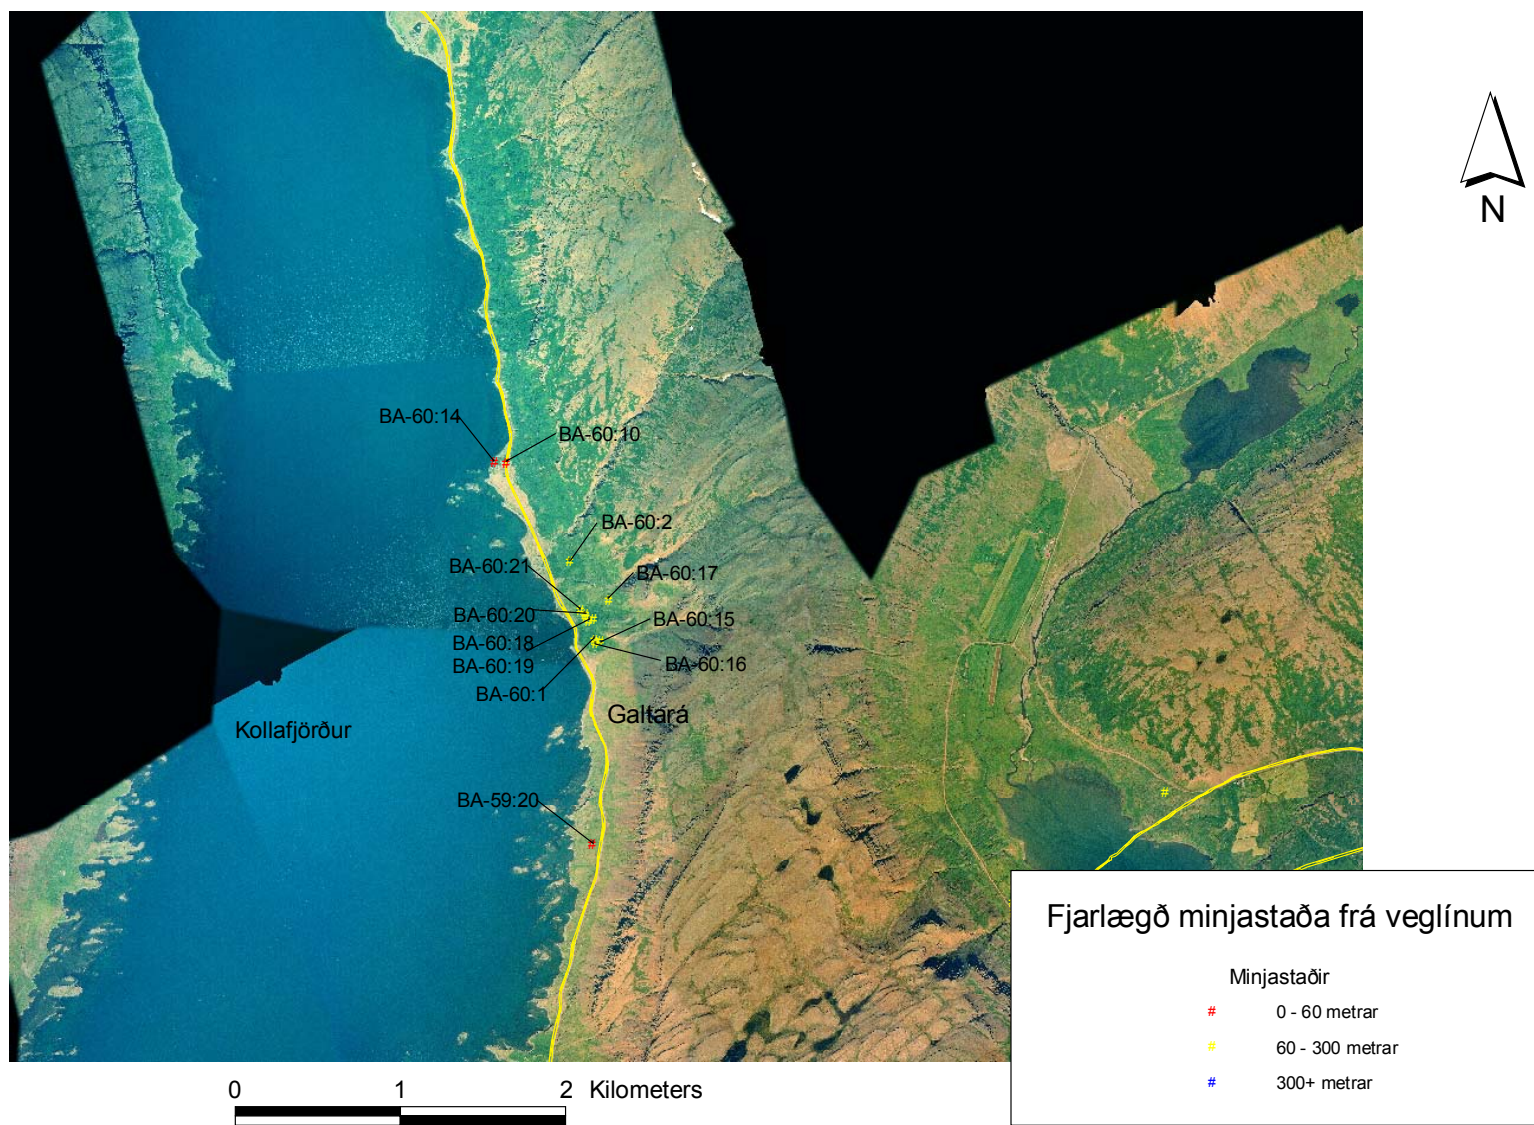 N
BA-60:14
BA-60:10
BA-60:2
BA-60:21
BA-60:17
BA-60:20
BA-60:15
BA-60:18
BA-60:19
BA-60:16
BA-60:1
Galtará
Kollafjörður
BA-59:20
Fjarlægð minjastaða frá veglínum
Minjastaðir
# 0 - 60 metrar
# 60 - 300 metrar
# 300+ metrar
0 1 2 Kilometers